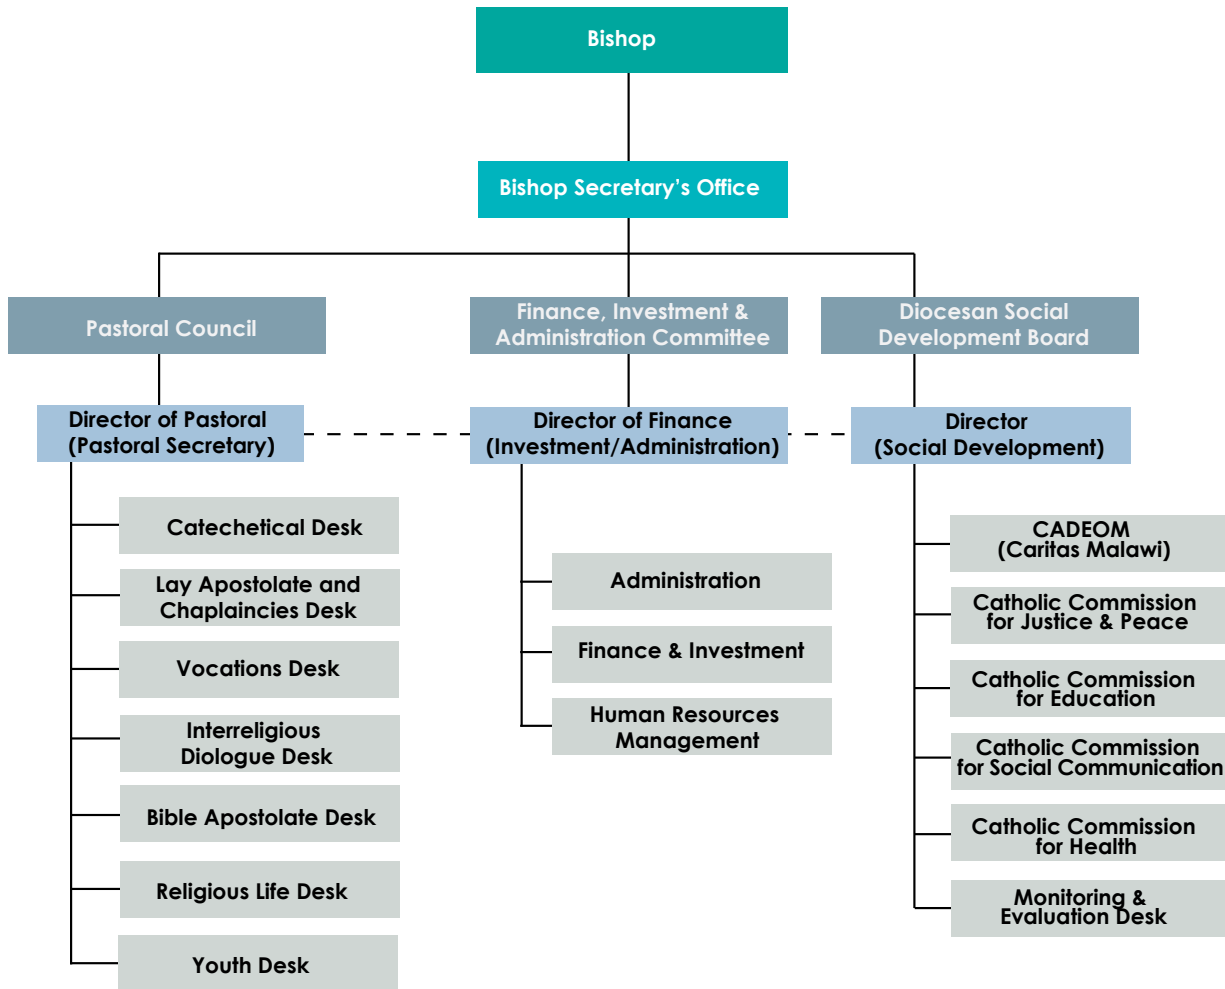 Bishop
Bishop Secretary’s Office
Pastoral Council
Finance, Investment &
Administration Committee
Diocesan Social
Development Board
Director of Pastoral
(Pastoral Secretary)
Director of Finance
(Investment/Administration)
Director
(Social Development)
Catechetical Desk
Lay Apostolate and
Chaplaincies Desk
Vocations Desk
Interreligious
Diologue Desk
Bible Apostolate Desk
Religious Life Desk
Youth Desk
Administration
Finance & Investment
Human Resources
Management
CADEOM
(Caritas Malawi)
Catholic Commission
for Justice & Peace
Catholic Commission
for Education
Catholic Commission
for Social Communication
Catholic Commission
for Health
Monitoring &
Evaluation Desk